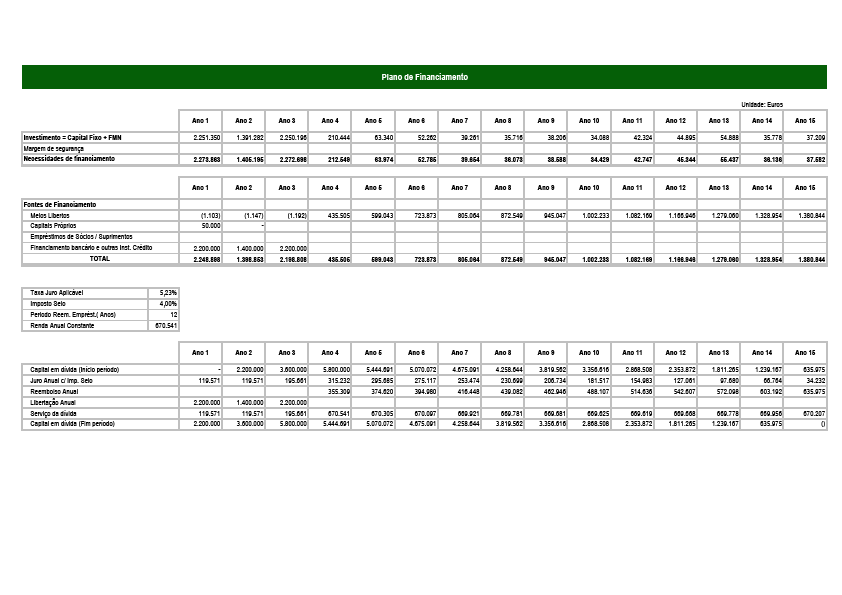 Plano de Financiamento
Unidade: Euros
Ano 1 Ano 2 Ano 3 Ano 4 Ano 5 Ano 6 Ano 7 Ano 8 Ano 9 Ano 10 Ano 11 Ano 12 Ano 13 Ano 14 Ano 15
Investimento = Capital Fixo + FMN 2.251.350 1.391.282 2.250.196 210.444 63.340 52.262 39.261 35.716 38.206 34.088 42.324 44.895 54.888 35.778 37.209
Margem de segurança
Necessidades de financiamento 2.273.863 1.405.195 2.272.698 212.549 63.974 52.785 39.654 36.073 38.588 34.429 42.747 45.344 55.437 36.136 37.582
Ano 1 Ano 2 Ano 3 Ano 4 Ano 5 Ano 6 Ano 7 Ano 8 Ano 9 Ano 10 Ano 11 Ano 12 Ano 13 Ano 14 Ano 15
Fontes de Financiamento
Meios Libertos (1.103) (1.147) (1.192) 435.505 599.043 723.873 805.064 872.549 945.047 1.002.233 1.082.169 1.166.946 1.279.060 1.328.954 1.380.844
Capitais Próprios 50.000 -
Empréstimos de Sócios / Suprimentos
Financiamento bancário e outras Inst. Crédito 2.200.000 1.400.000 2.200.000
TOTAL 2.248.898 1.398.853 2.198.808 435.505 599.043 723.873 805.064 872.549 945.047 1.002.233 1.082.169 1.166.946 1.279.060 1.328.954 1.380.844
Taxa Juro Aplicável 5,23%
Imposto Selo 4,00%
Período Reem. Emprést.( Anos) 12
Renda Anual Constante 670.541
Ano 1 Ano 2 Ano 3 Ano 4 Ano 5 Ano 6 Ano 7 Ano 8 Ano 9 Ano 10 Ano 11 Ano 12 Ano 13 Ano 14 Ano 15
Capital em dívida (início período) - 2.200.000 3.600.000 5.800.000 5.444.691 5.070.072 4.675.091 4.258.644 3.819.562 3.356.616 2.868.508 2.353.872 1.811.265 1.239.167 635.975
Juro Anual c/ Imp. Selo 119.571 119.571 195.661 315.232 295.685 275.117 253.474 230.699 206.734 181.517 154.983 127.061 97.680 66.764 34.232
Reembolso Anual 355.309 374.620 394.980 416.448 439.082 462.946 488.107 514.636 542.607 572.098 603.192 635.975
Libertação Anual 2.200.000 1.400.000 2.200.000
Serviço da dívida 119.571 119.571 195.661 670.541 670.305 670.097 669.921 669.781 669.681 669.625 669.619 669.668 669.778 669.956 670.207
Capital em dívida (Fim período) 2.200.000 3.600.000 5.800.000 5.444.691 5.070.072 4.675.091 4.258.644 3.819.562 3.356.616 2.868.508 2.353.872 1.811.265 1.239.167 635.975 ()